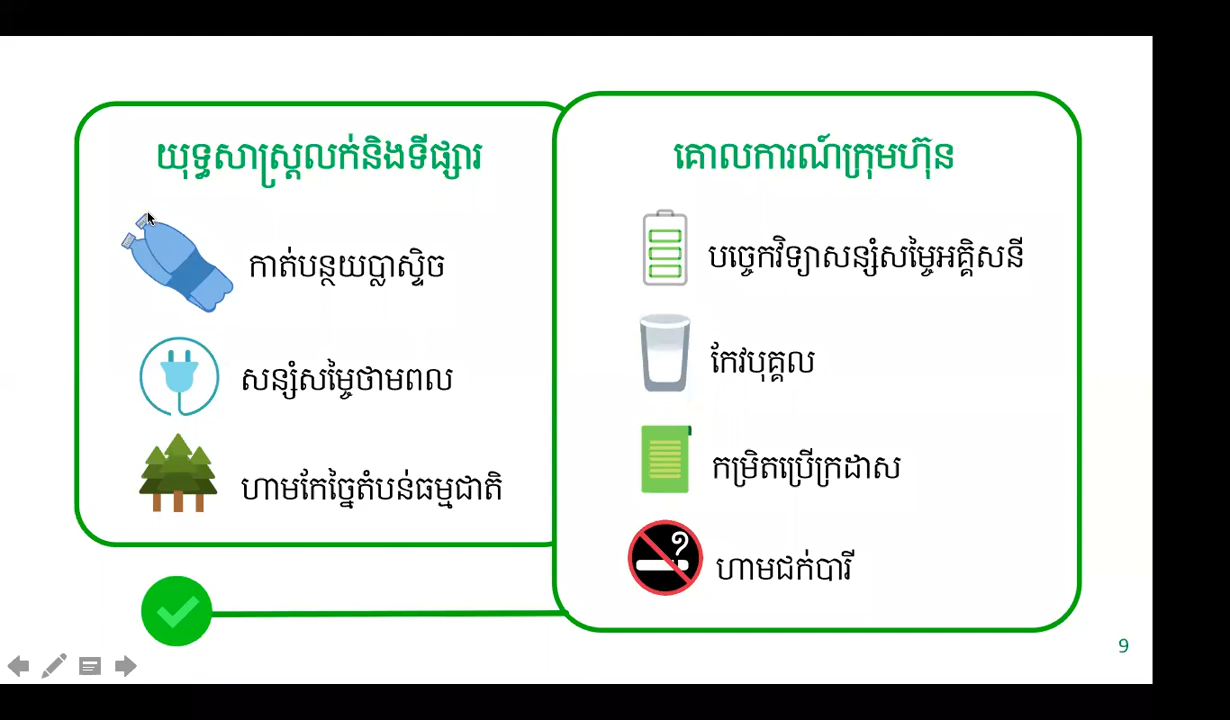 យុទ្ធសាស្ត្រលក់និងទីផ្សារ
កាត់បន្ថយប្លាស្ទិច
សន្សំសម្ចៃថាមពល
ហាមកែច្នៃតំបន់ធម្មជាតិ
គោលការណ៍ក្រុមហ៊ុន
បច្ចេកវិទ្យាសន្សំសម្ចៃអគ្គិសនី
កែវបុគ្គល
កម្រិតប្រើក្រដាស
ហាមជក់បារី
9